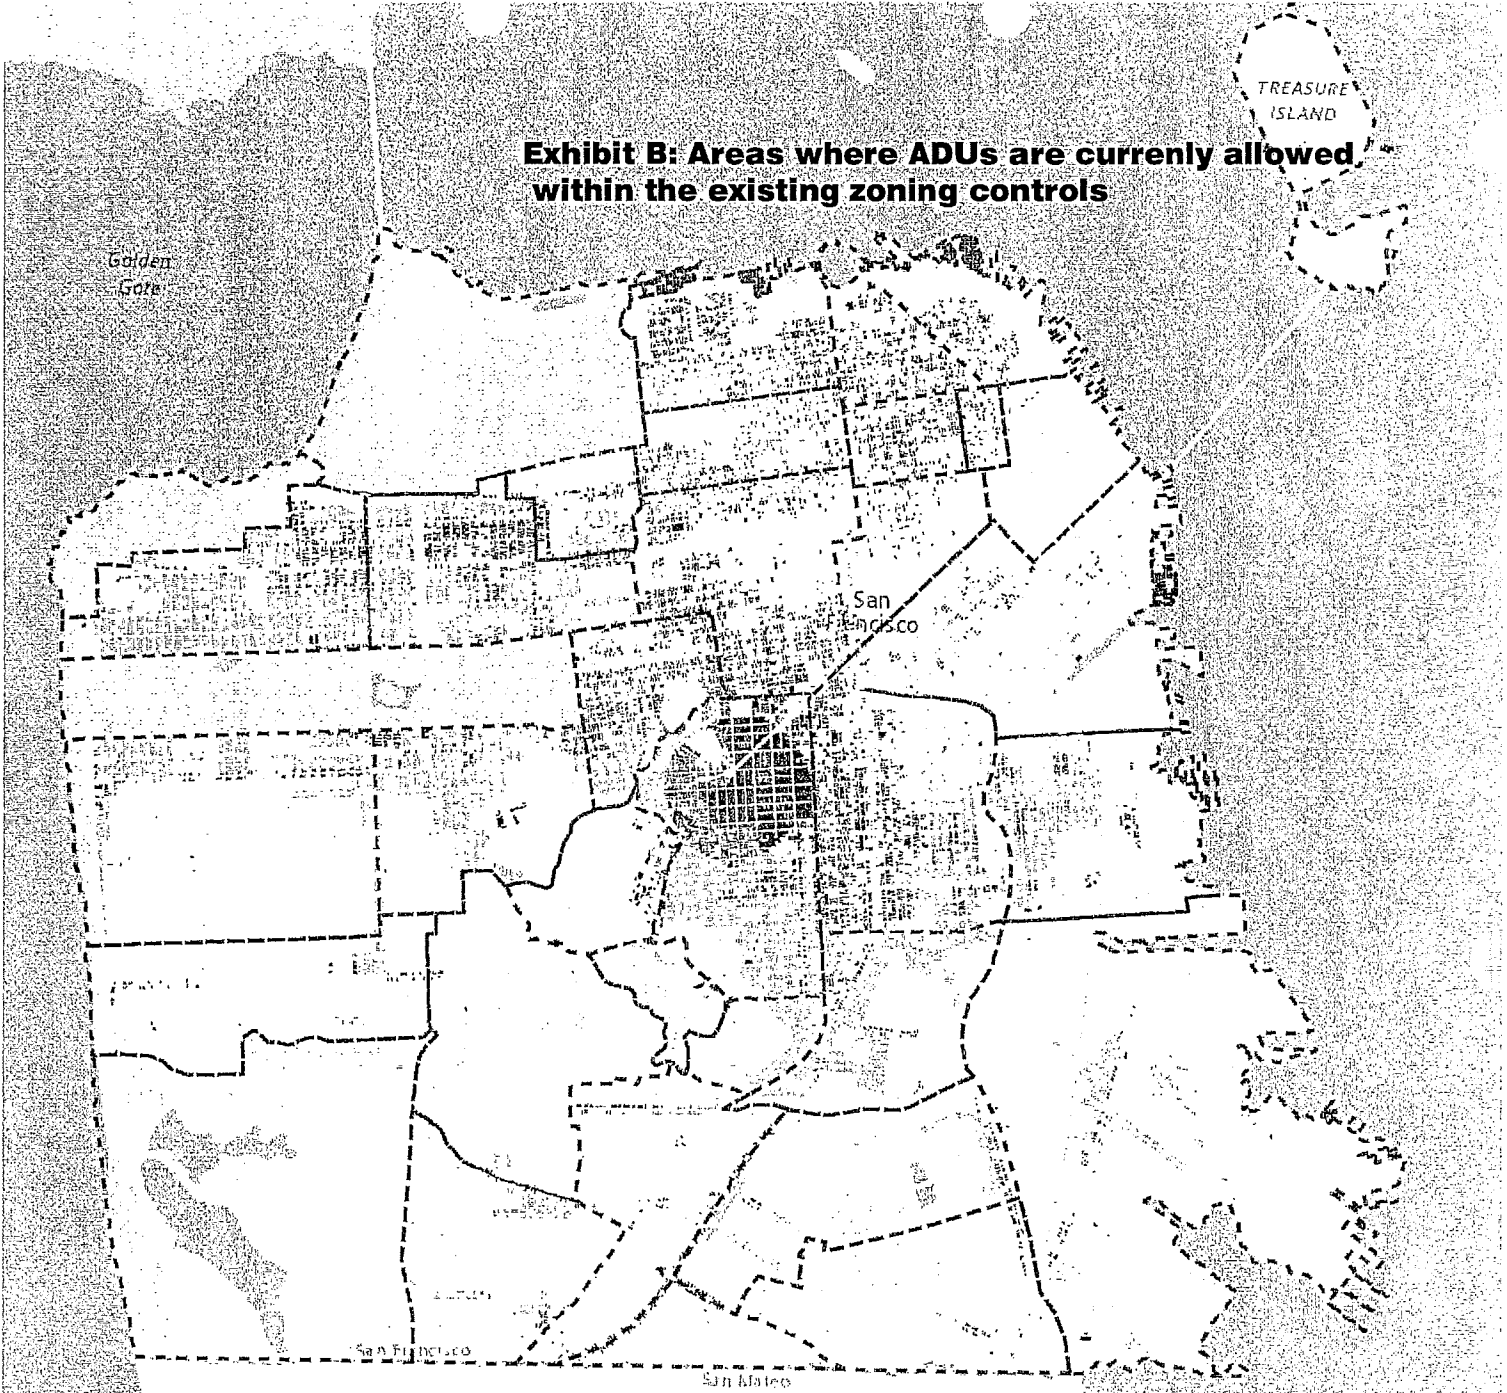 TREASURE
ISLAND
Exhibit B: Areas where ADUs are currenly allowed,
within the existing zoning controls
Golden
Gate
San
Francisco
San Francisco
San Mateo